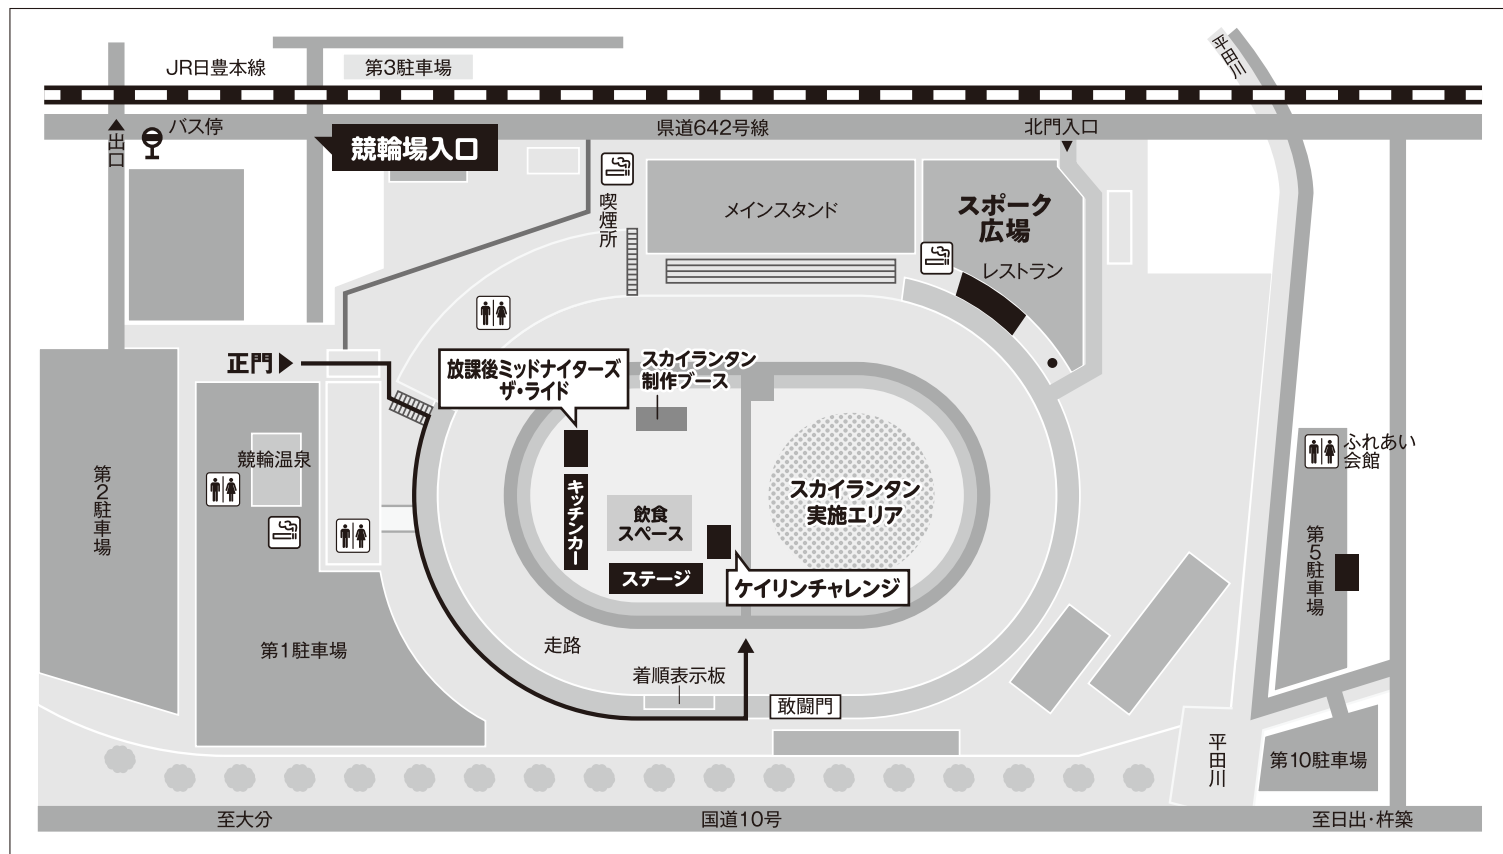 JR日豊本線
第3駐車場
平田川
出口
バス停
競輪場入口
県道642号線
北門入口
喫煙所
メインスタンド
スポーク
広場
レストラン
正門
放課後ミッドナイターズ
ザ・ライド
スカイランタン
制作ブース
第2駐車場
競輪温泉
キッチンカー
飲食
スペース
ステージ
スカイランタン
実施エリア
ケイリンチャレンジ
ふれあい
会館
第5駐車場
第1駐車場
走路
着順表示板
敢闘門
平田川
第10駐車場
至大分
国道10号
至日出・杵築